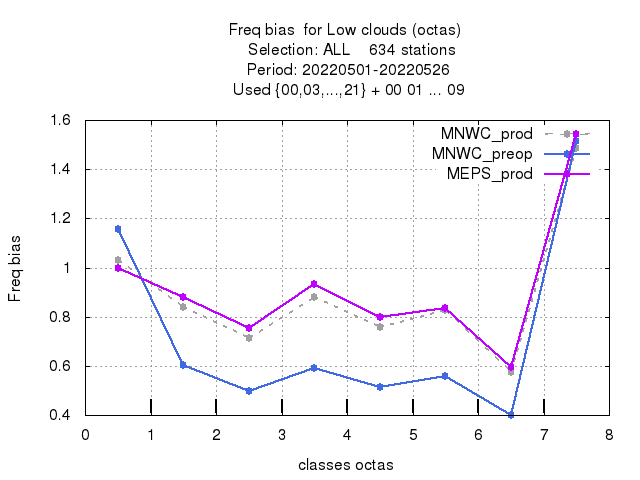 Freq bias  for Low clouds (octas)
Selection: ALL    634 stations
Period: 20220501-20220526
Used {00,03,...,21} + 00 01 ... 09
MNWC_prod
MNWC_preop
MEPS_prod
1.6
1.4
1.2
1
0.8
0.6
0.4
Freq bias
0 1 2 3 4 5 6 7 8
classes octas